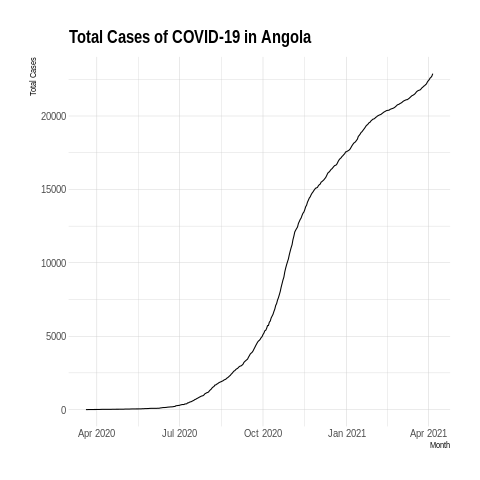 Total Cases of COVID-19 in Angola
Total Cases
20000
15000
10000
5000
0
Apr 2020 Jul 2020 Oct 2020 Jan 2021 Apr 2021
Month